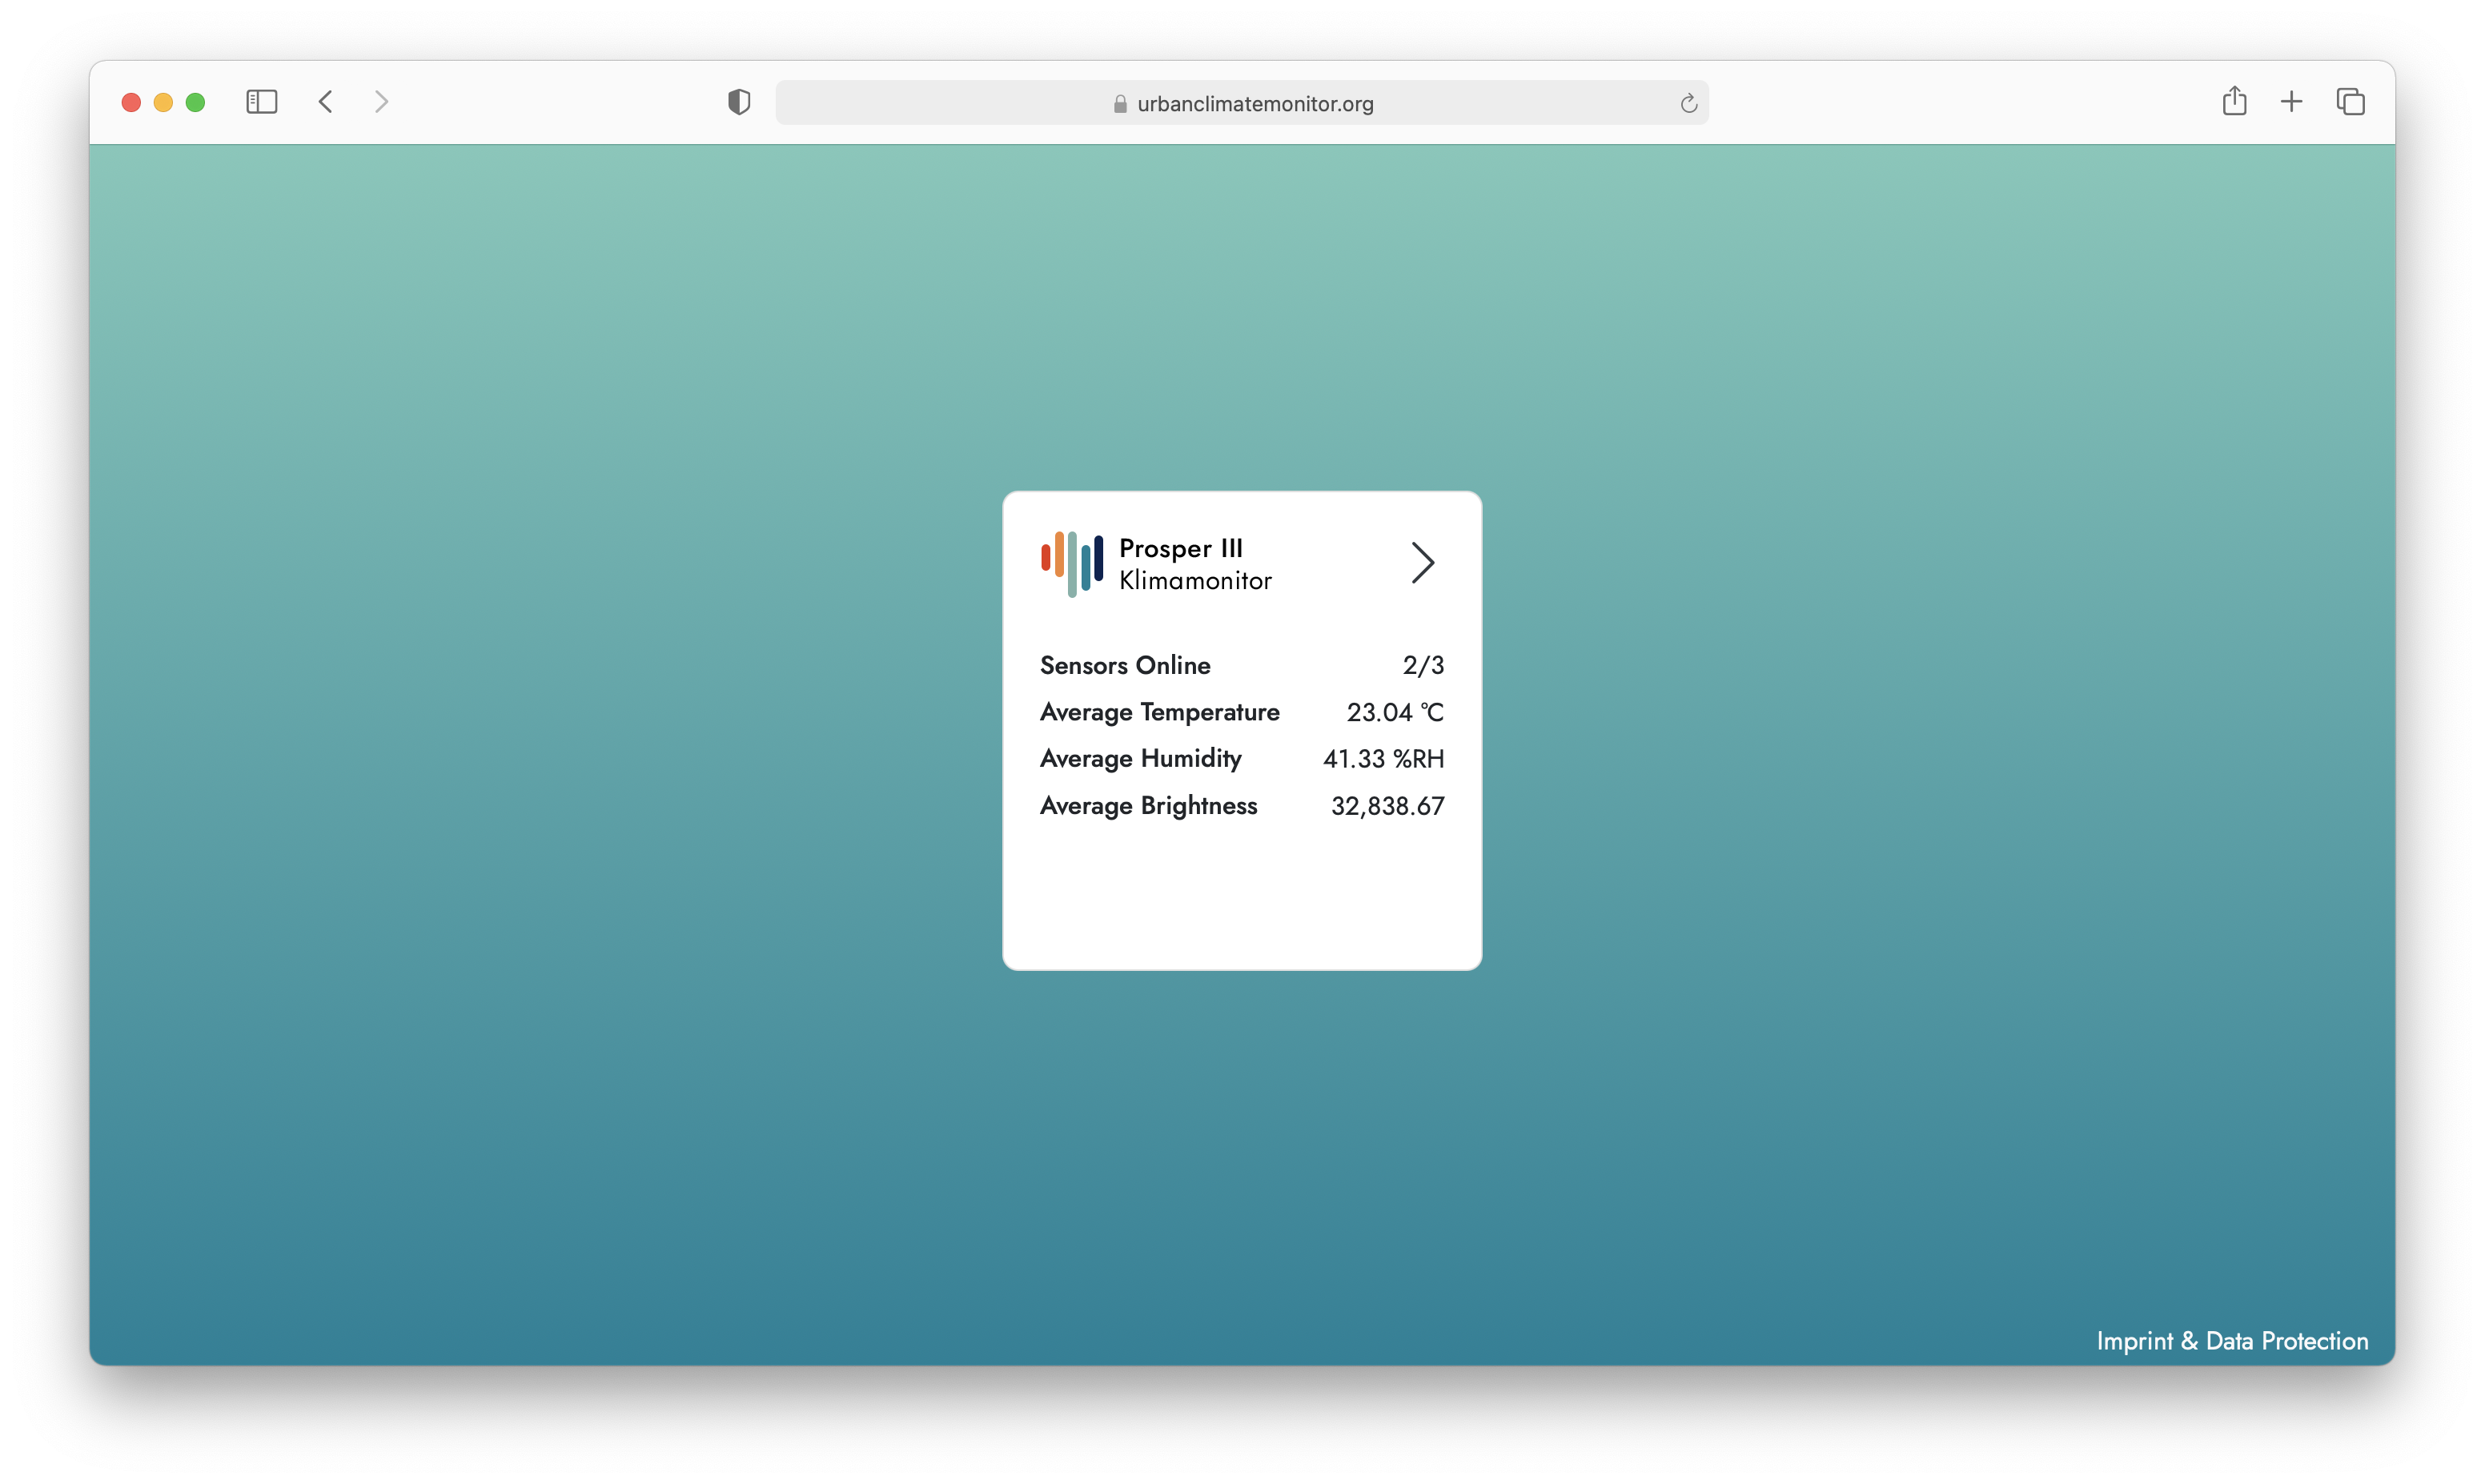 urbanclimatemonitor.org
Prosper III
Klimamonitor
Sensors Online 2/3
Average Temperature 23.04 °C
Average Humidity 41.33 %RH
Average Brightness 32,838.67
Imprint & Data Protection